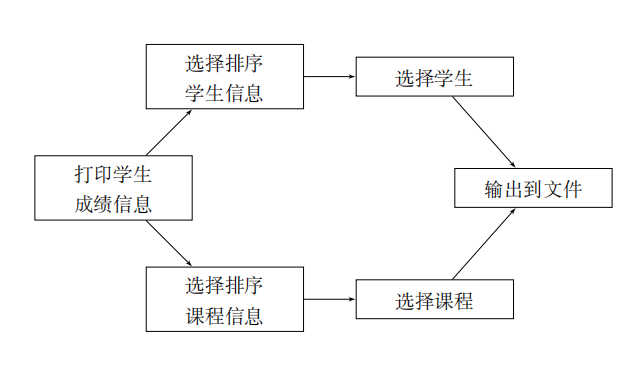 选择排序
学生信息
选择学生
打印学生
成绩信息
输出到文件
选择排序
课程信息
选择课程